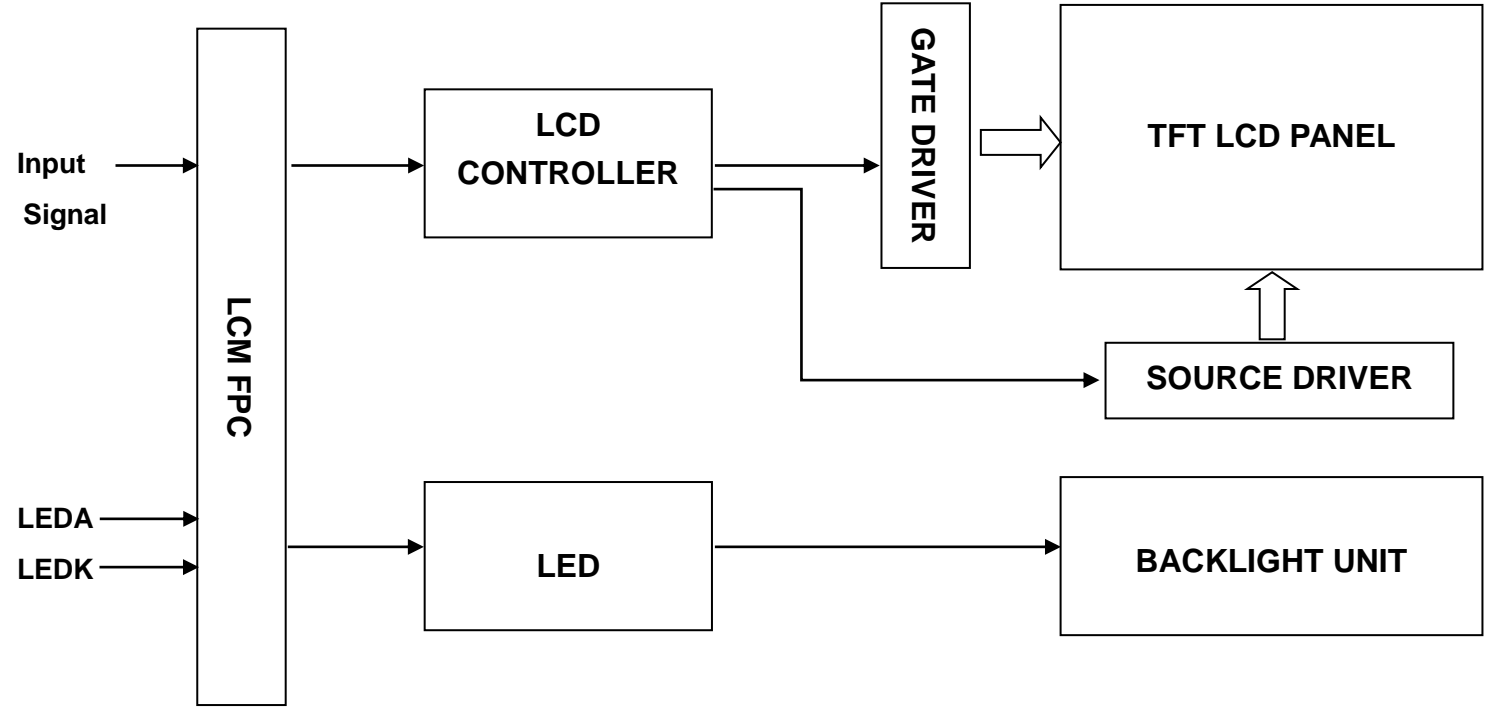 Input
Signal
LEDA
LEDK
LCM FPC
LCD
CONTROLLER
LED
GATE DRIVER
TFT LCD PANEL
SOURCE DRIVER
BACKLIGHT UNIT